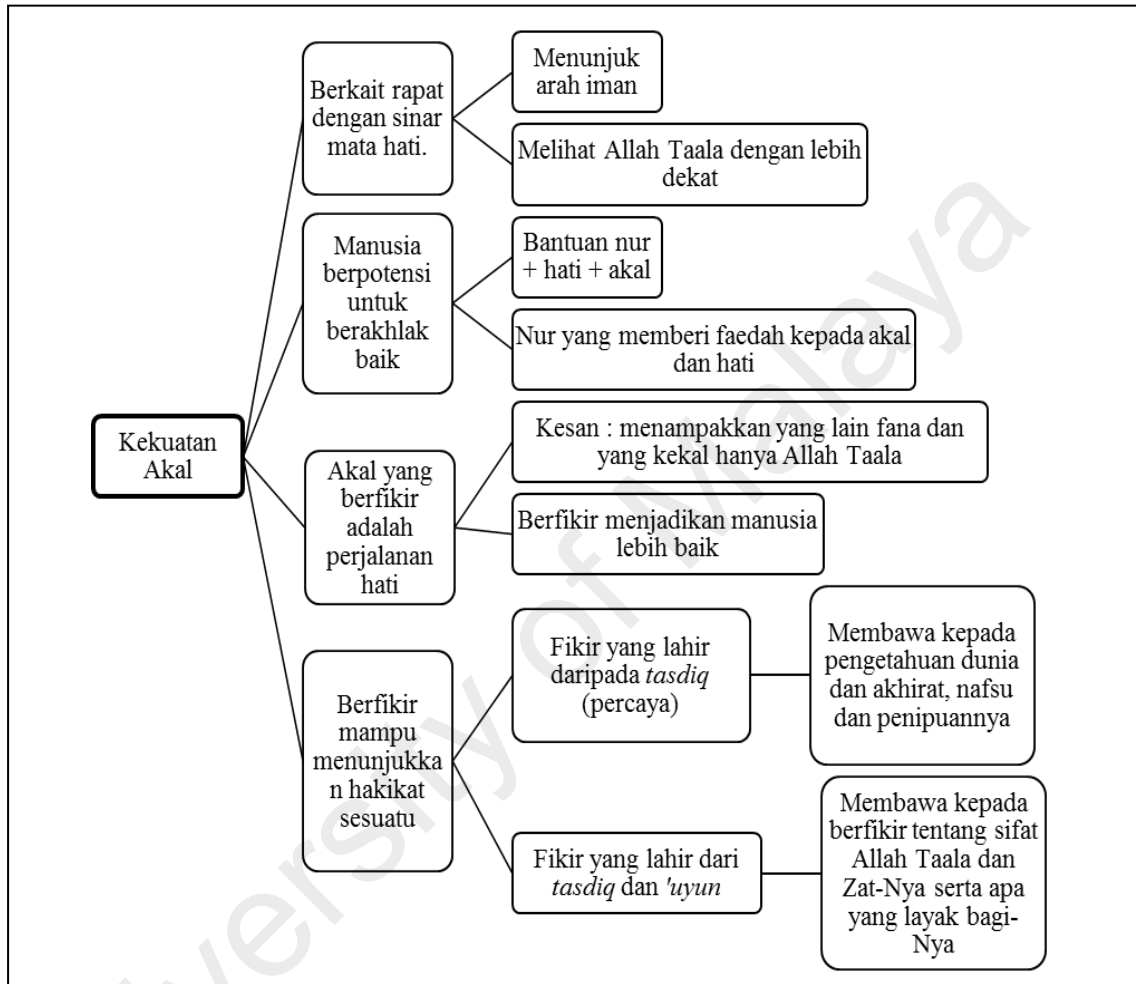 Kekuatan
Akal
Berkait rapat
dengan sinar
mata hati.
Menunjuk
arah iman
Melihat Allah Taala dengan lebih
dekat
Manusia
berpotensi
untuk
berakhlak
baik
Bantuan nur
+ hati + akal
Nur yang memberi faedah kepada akal
dan hati
Akal yang
berfikir
adalah
perjalanan
hati
Kesan : menampakkan yang lain fana dan
yang kekal hanya Allah Taala
Berfikir menjadikan manusia
lebih baik
Berfikir
mampu
menunjukka
n hakikat
sesuatu
Fikir yang lahir
daripada tasdiq
(percaya)
Membawa kepada
pengetahuan dunia
dan akhirat, nafsu
dan penipuannya
Fikir yang lahir dari
tasdiq dan 'uyun
Membawa kepada
berfikir tentang sifat
Allah Taala dan
Zat-Nya serta apa
yang layak bagi-
Nya
versity of Malaya